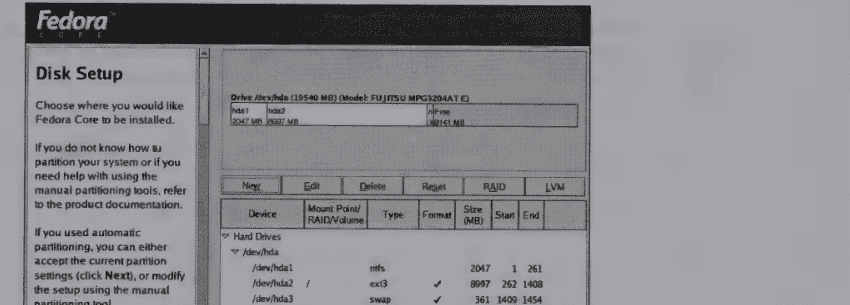 Fedora
CORE
Disk Setup
Choose where you would like
Fedora Core to be installed.
If you do not know how to
partition your system or if you
need help with using the
manual partitioning tools, refer
to the product documentation.
If you used automatic
partitioning, you can either
accept the current partition
settings (click Next), or modify
the setup using the manual
partitioning tool.
Drive /dev/hda (19540 MB) (Model: FUJITSU MPG3204AT E)
hda1 hda2 Free
2047 MB 8997 MB 8141 MB
New Edit Delete Reset RAID LVM
Device Mount Point/ RAID/Volume Type Format Size (MB) Start End
Hard Drives
/dev/hda
/dev/hda1 ntfs 2047 1 261
/dev/hda2 / ext3 ✓ 8997 262 1408
/dev/hda3 swap ✓ 361 1409 1454